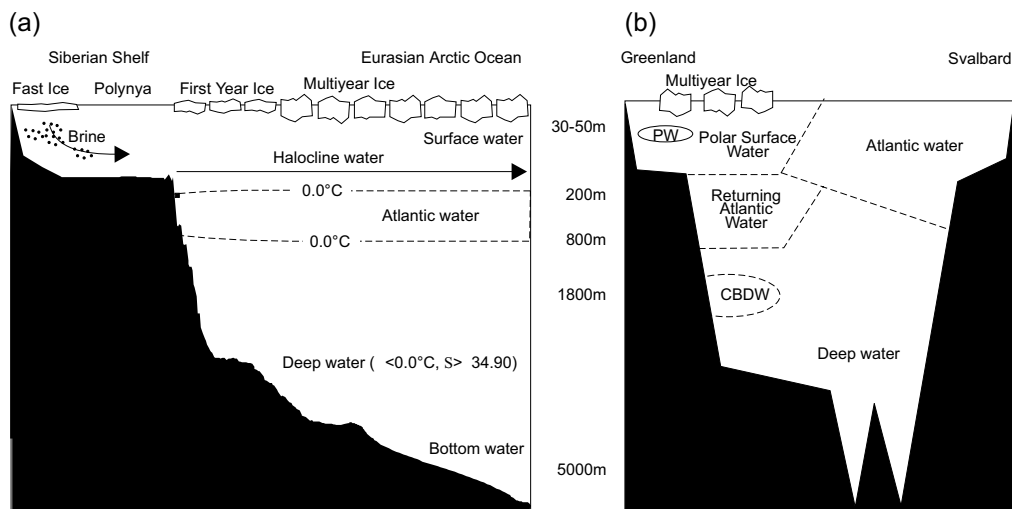 (a)
Siberian Shelf
Eurasian Arctic Ocean
Fast Ice
Polynya
First Year Ice
Multiyear Ice
Brine
Surface water
Halocline water
0.0°C
Atlantic water
0.0°C
Deep water ( <0.0°C, S> 34.90)
Bottom water
30-50m
200m
800m
1800m
5000m
(b)
Greenland
Svalbard
Multiyear Ice
PW
Polar Surface
Water
Atlantic water
Returning
Atlantic
Water
CBDW
Deep water